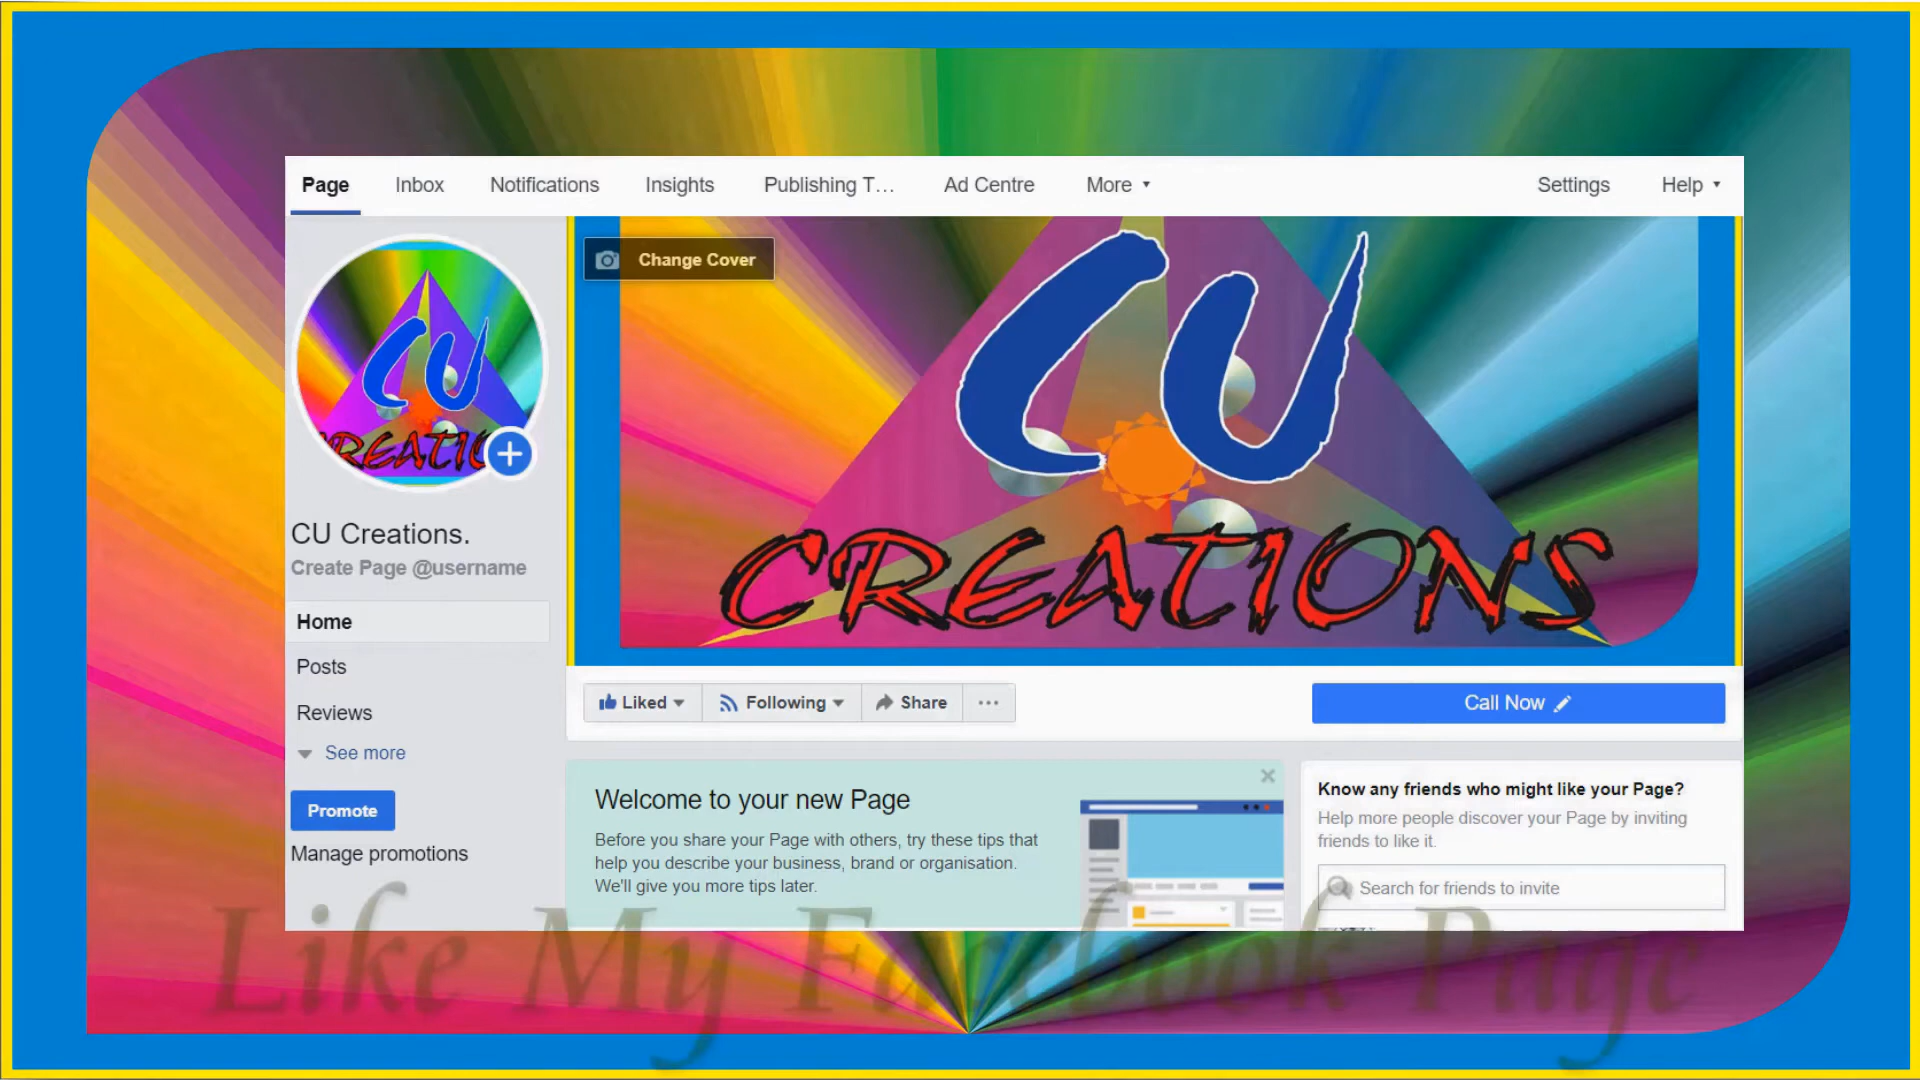 Page Inbox Notifications Insights Publishing T... Ad Centre More Settings Help
Change Cover
CU
CREATIONS
CU
CREATIO
CU Creations.
Create Page @username
Home
Posts
Reviews
See more
Promote
Manage promotions
Liked Following Share ... Call Now
Welcome to your new Page
Before you share your Page with others, try these tips that
help you describe your business, brand or organisation.
We'll give you more tips later.
Know any friends who might like your Page?
Help more people discover your Page by inviting
friends to like it.
Search for friends to invite
Like My Facebook Page